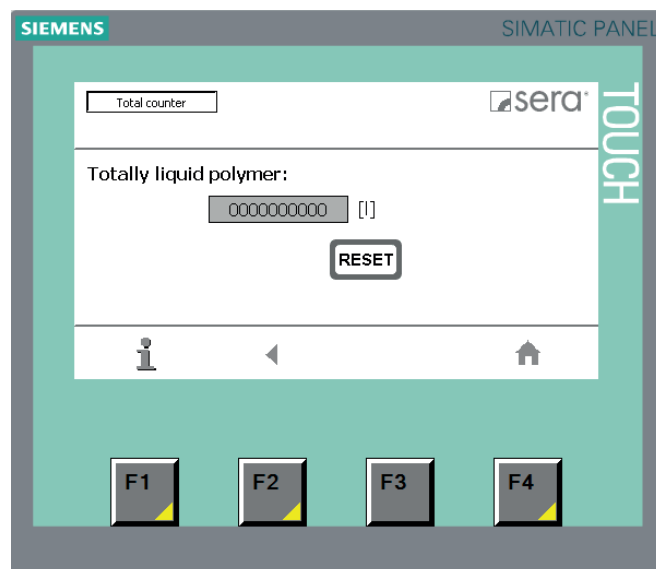 SIEMENS
SIMATIC PANEL
TOUCH
Total counter
sera®
Totally liquid polymer:
0000000000 [l]
RESET
F1
F2
F3
F4